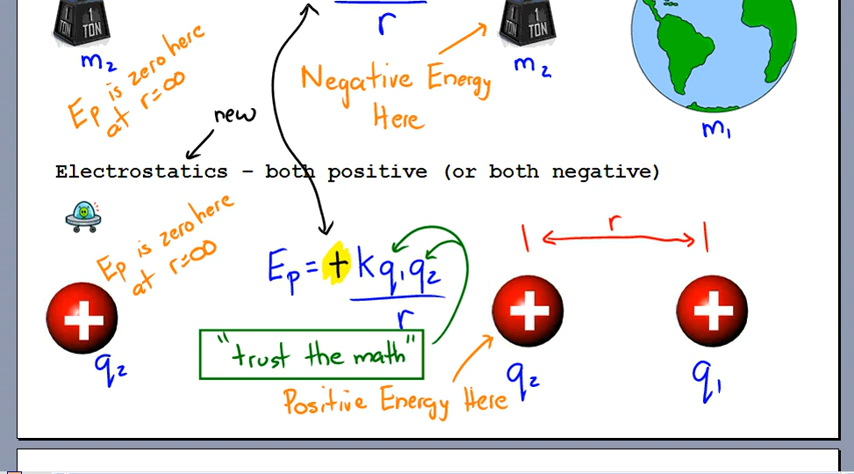 1
TON
1
TON
r
m₂
m₂
m₁
Ep is zero here
at r=∞
Negative Energy
Here
new
Electrostatics – both positive (or both negative)
Ep is zero here
at r=∞
r
Ep = + kq₁q₂
r
"trust the math"
+
+
+
q₂
q₂
q₁
Positive Energy Here